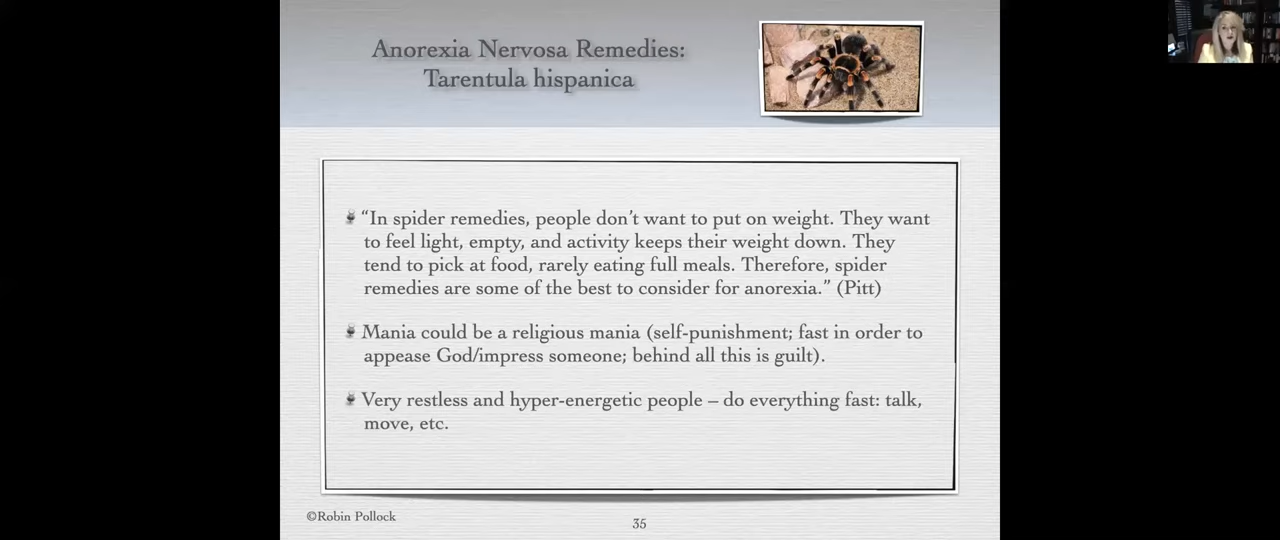 Anorexia Nervosa Remedies:
Tarentula hispanica
“In spider remedies, people don’t want to put on weight. They want
to feel light, empty, and activity keeps their weight down. They
tend to pick at food, rarely eating full meals. Therefore, spider
remedies are some of the best to consider for anorexia.” (Pitt)
Mania could be a religious mania (self-punishment; fast in order to
appease God/impress someone; behind all this is guilt).
Very restless and hyper-energetic people – do everything fast: talk,
move, etc.
©Robin Pollock
35